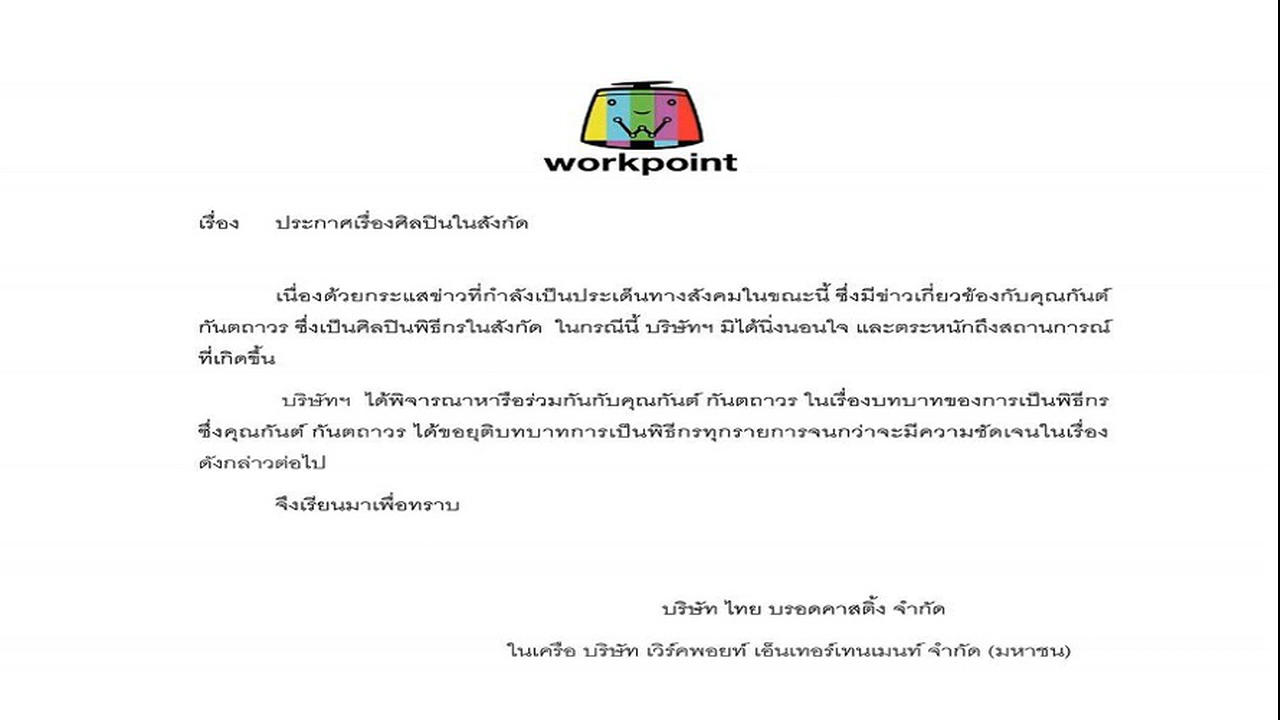 workpoint
เรื่อง ประกาศเรื่องศิลปินในสังกัด
เนื่องด้วยกระแสข่าวที่กำลังเป็นประเด็นทางสังคมในขณะนี้ ซึ่งมีข่าวเกี่ยวข้องกับคุณกันต์
กันตถาวร ซึ่งเป็นศิลปินพิธีกรในสังกัด ในกรณีนี้ บริษัทฯ มิได้นิ่งนอนใจ และตระหนักถึงสถานการณ์
ที่เกิดขึ้น
บริษัทฯ ได้พิจารณาหารือร่วมกันกับคุณกันต์ กันตถาวร ในเรื่องบทบาทของการเป็นพิธีกร
ซึ่งคุณกันต์ กันตถาวร ได้ขอยุติบทบาทการเป็นพิธีกรทุกรายการจนกว่าจะมีความชัดเจนในเรื่อง
ดังกล่าวต่อไป
จึงเรียนมาเพื่อทราบ
บริษัท ไทย บรอดคาสติ้ง จำกัด
ในเครือ บริษัท เวิร์คพอยท์ เอ็นเทอร์เทนเมนท์ จำกัด (มหาชน)